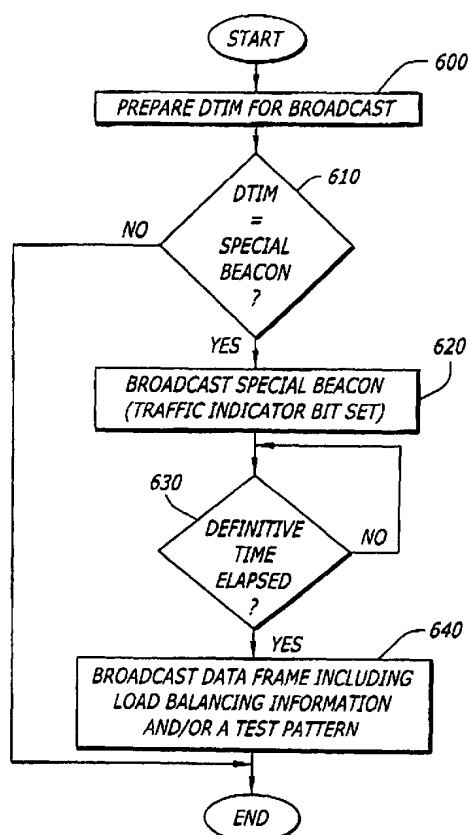 START
600
PREPARE DTIM FOR BROADCAST
610
DTIM
=
SPECIAL
BEACON
?
NO
YES
620
BROADCAST SPECIAL BEACON
(TRAFFIC INDICATOR BIT SET)
630
DEFINITIVE
TIME
ELAPSED
?
NO
YES
640
BROADCAST DATA FRAME INCLUDING
LOAD BALANCING INFORMATION
AND/OR A TEST PATTERN
END